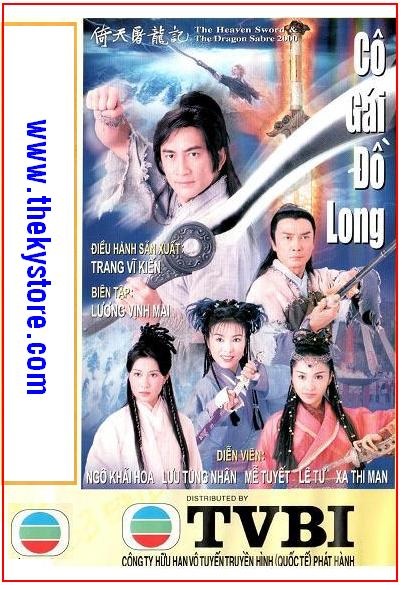 倚天屠龍記
The Heaven Sword &
The Dragon Sabre 2000
Cô
Gái
Đồ
Long
www.thekystore.com
ĐIỀU HÀNH SẢN XUẤT:
TRANG VĨ KIẾN
BIÊN TẬP:
LƯƠNG VỊNH MAI
DIỄN VIÊN:
NGÔ KHẢI HOA LƯU TÙNG NHÂN MỄ TUYẾT LÊ TƯ XA THI MAN
DISTRIBUTED BY
TVBI
CÔNG TY HỮU HẠN VÔ TUYẾN TRUYỀN HÌNH (QUỐC TẾ) PHÁT HÀNH